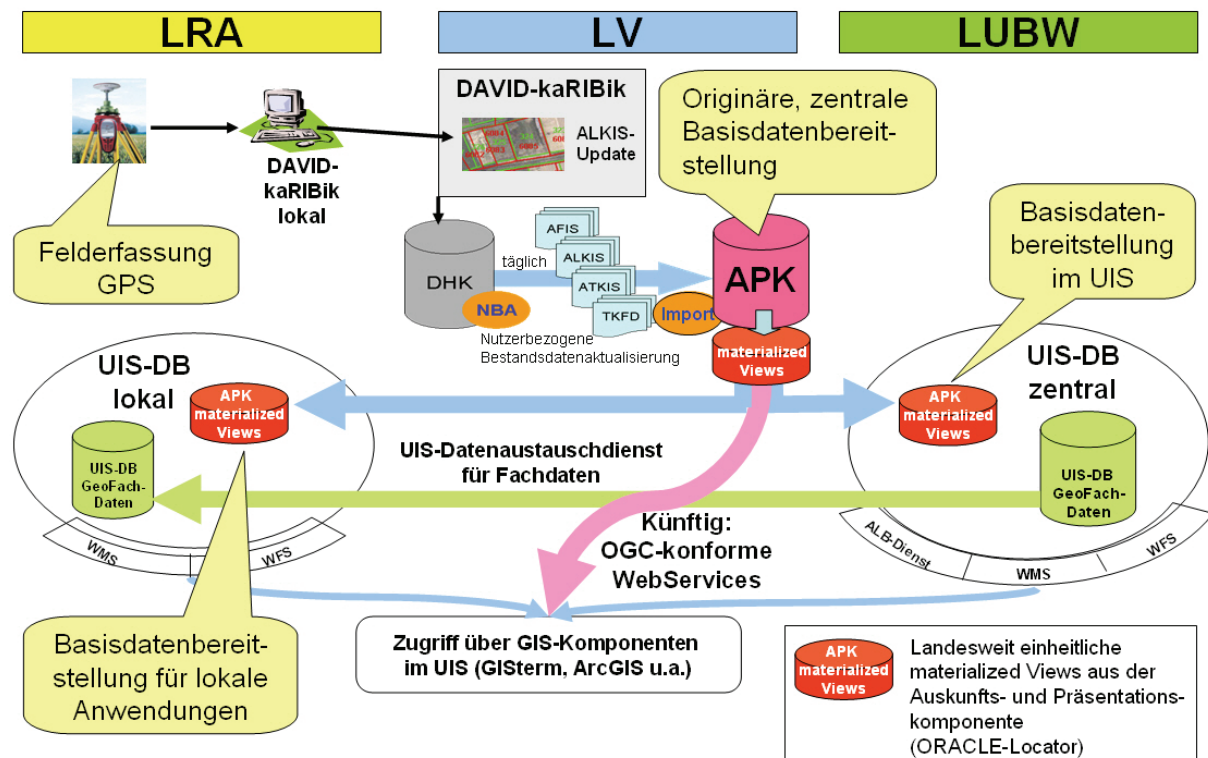 LRA
LV
LUBW
DAVID-kaRIBik
ALKIS-
Update
6004
6003
6005
DAVID-
kaRIBik
lokal
Originäre, zentrale
Basisdatenbereit-
stellung
Felderfassung
GPS
Basisdaten-
bereitstellung
im UIS
DHK
NBA
täglich
AFIS
ALKIS
ATKIS
TKFD
Import
APK
Nutzerbezogene
Bestandsdatenaktualisierung
materialized
Views
UIS-DB
lokal
APK
materialized
Views
UIS-DB
GeoFach-
Daten
WMS
WFS
UIS-DB
zentral
APK
materialized
Views
UIS-DB
GeoFach-
Daten
ALB-Dienst
WMS
WFS
UIS-Datenaustauschdienst
für Fachdaten
Künftig:
OGC-konforme
WebServices
Basisdatenbereit-
stellung für lokale
Anwendungen
Zugriff über GIS-Komponenten
im UIS (GISterm, ArcGIS u.a.)
APK
materialized
Views
Landesweit einheitliche
materialized Views aus der
Auskunfts- und Präsentations-
komponente
(ORACLE-Locator)